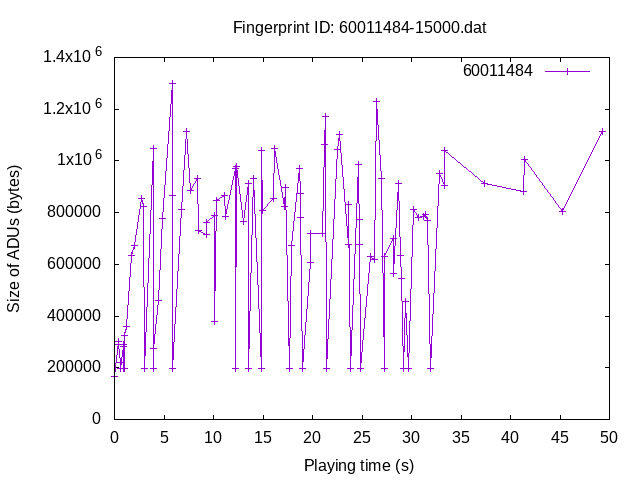 Fingerprint ID: 60011484-15000.dat
60011484
Size of ADUs (bytes)
1.4x10^6
1.2x10^6
1x10^6
800000
600000
400000
200000
0
0 5 10 15 20 25 30 35 40 45 50
Playing time (s)